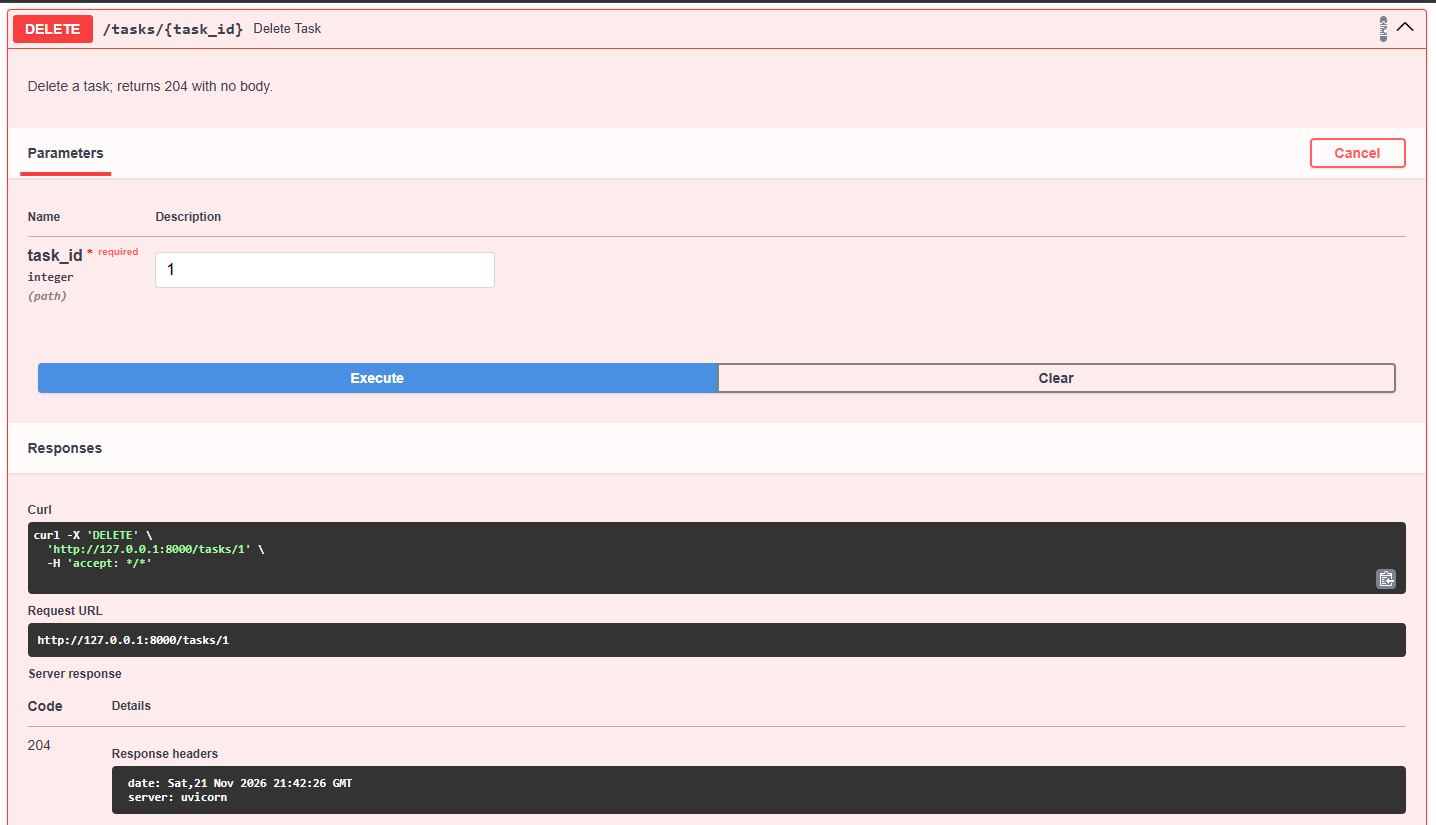 DELETE /tasks/{task_id} Delete Task
Delete a task; returns 204 with no body.
Parameters Cancel
Name Description
task_id * required
integer
(path)
1
Execute Clear
Responses
Curl
curl -X 'DELETE' \
  'http://127.0.0.1:8000/tasks/1' \
  -H 'accept: */*'
Request URL
http://127.0.0.1:8000/tasks/1
Server response
Code Details
204
Response headers
date: Sat,21 Nov 2026 21:42:26 GMT
server: uvicorn